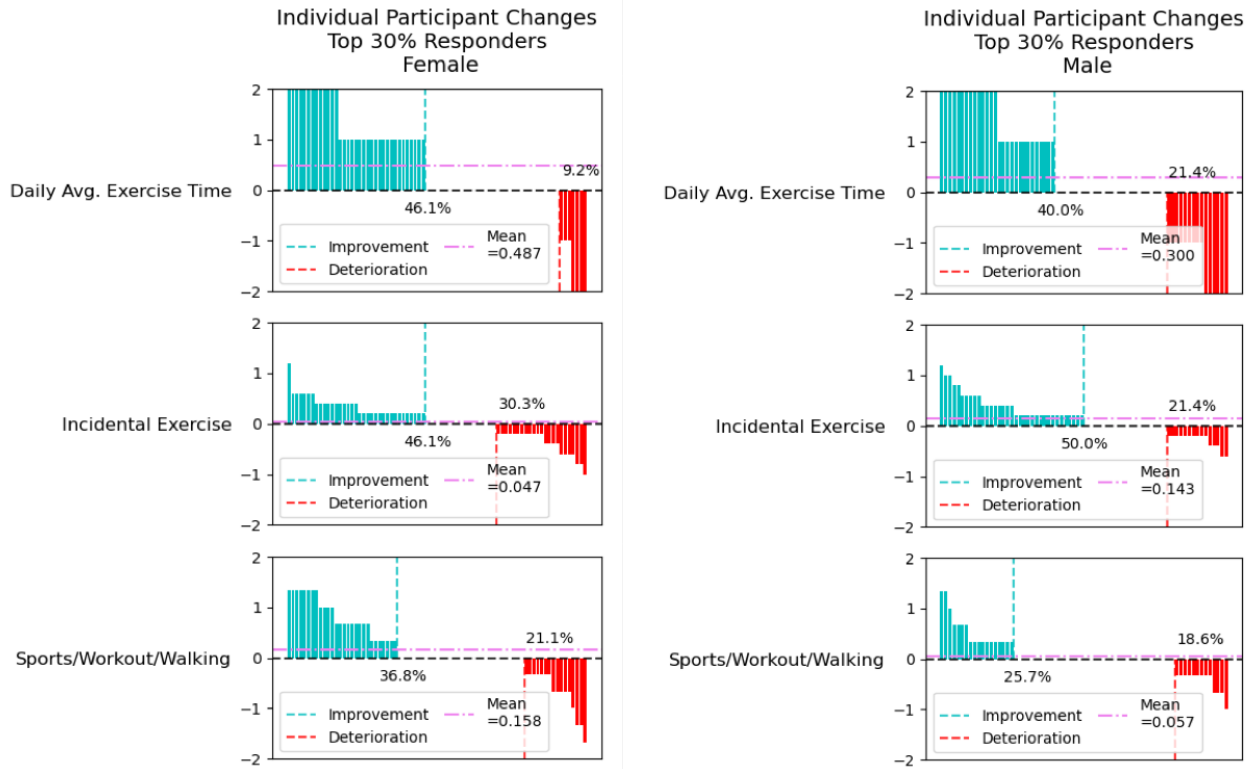 Individual Participant Changes
Top 30% Responders
Female
Daily Avg. Exercise Time
2
1
0
−1
−2
9.2%
46.1%
Improvement
Deterioration
Mean
=0.487
Incidental Exercise
2
1
0
−1
−2
30.3%
46.1%
Improvement
Deterioration
Mean
=0.047
Sports/Workout/Walking
2
1
0
−1
−2
21.1%
36.8%
Improvement
Deterioration
Mean
=0.158
Individual Participant Changes
Top 30% Responders
Male
Daily Avg. Exercise Time
2
1
0
−1
−2
21.4%
40.0%
Improvement
Deterioration
Mean
=0.300
Incidental Exercise
2
1
0
−1
−2
21.4%
50.0%
Improvement
Deterioration
Mean
=0.143
Sports/Workout/Walking
2
1
0
−1
−2
18.6%
25.7%
Improvement
Deterioration
Mean
=0.057